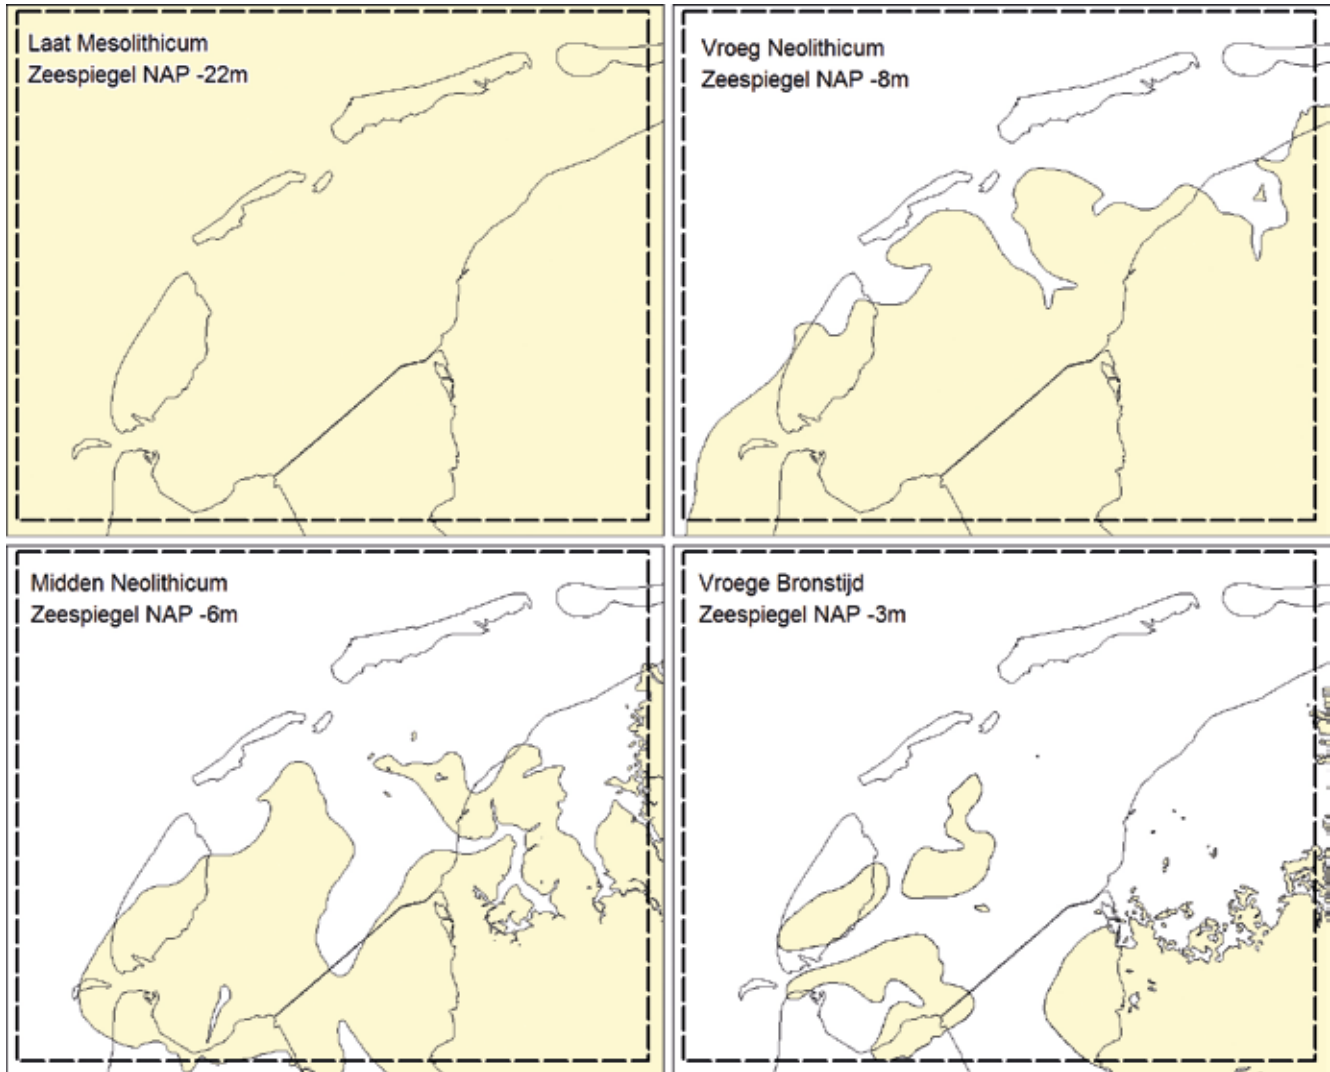 Laat Mesolithicum
Zeespiegel NAP -22m
Vroeg Neolithicum
Zeespiegel NAP -8m
Midden Neolithicum
Zeespiegel NAP -6m
Vroege Bronstijd
Zeespiegel NAP -3m